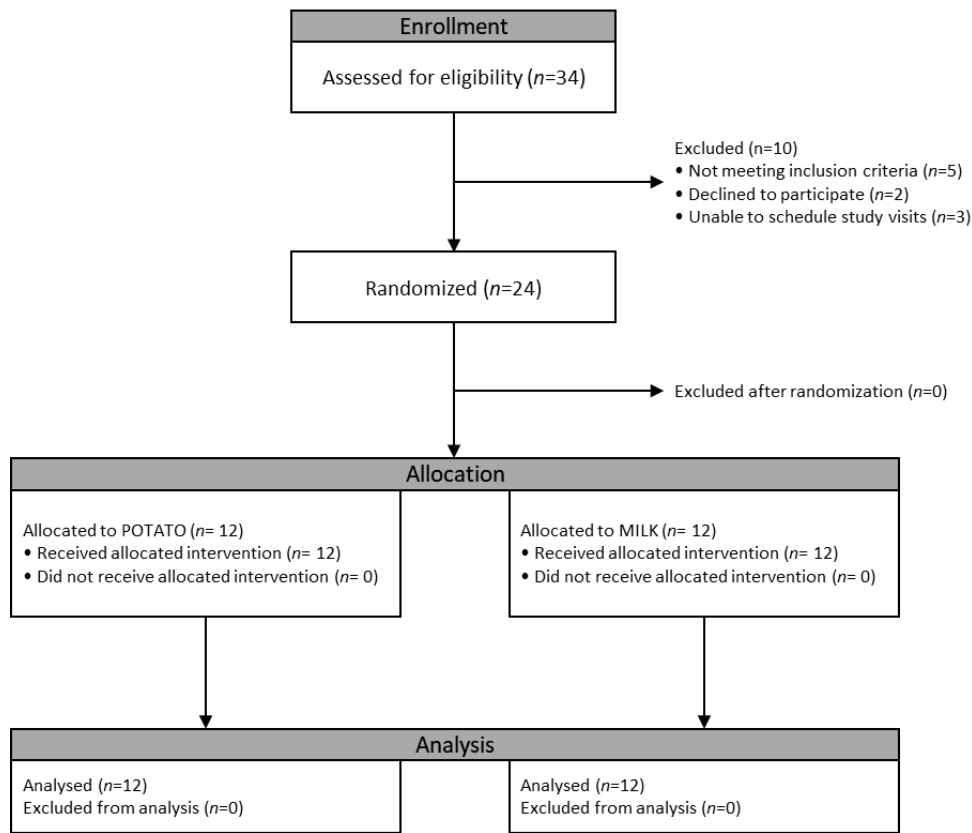 Enrollment
Assessed for eligibility (n=34)
Excluded (n=10)
• Not meeting inclusion criteria (n=5)
• Declined to participate (n=2)
• Unable to schedule study visits (n=3)
Randomized (n=24)
Excluded after randomization (n=0)
Allocation
Allocated to POTATO (n= 12)
• Received allocated intervention (n= 12)
• Did not receive allocated intervention (n= 0)
Allocated to MILK (n= 12)
• Received allocated intervention (n= 12)
• Did not receive allocated intervention (n= 0)
Analysis
Analysed (n=12)
Excluded from analysis (n=0)
Analysed (n=12)
Excluded from analysis (n=0)